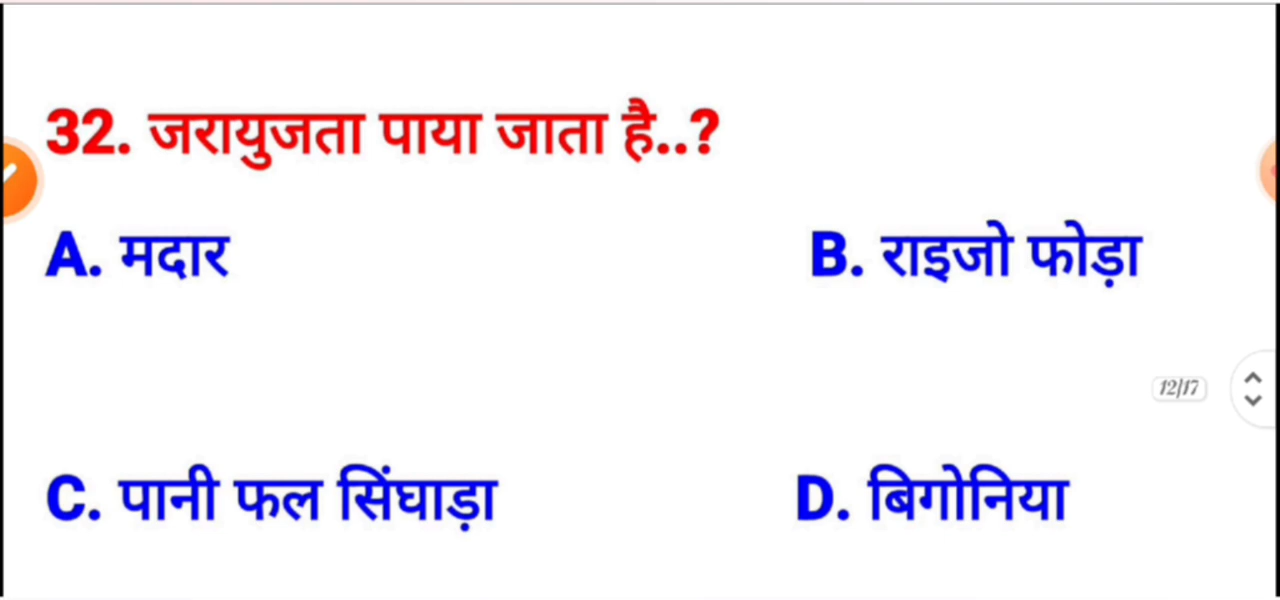 32. जरायुजता पाया जाता है..?
A. मदार
B. राइजो फोड़ा
12/17
C. पानी फल सिंघाड़ा
D. बिगोनिया